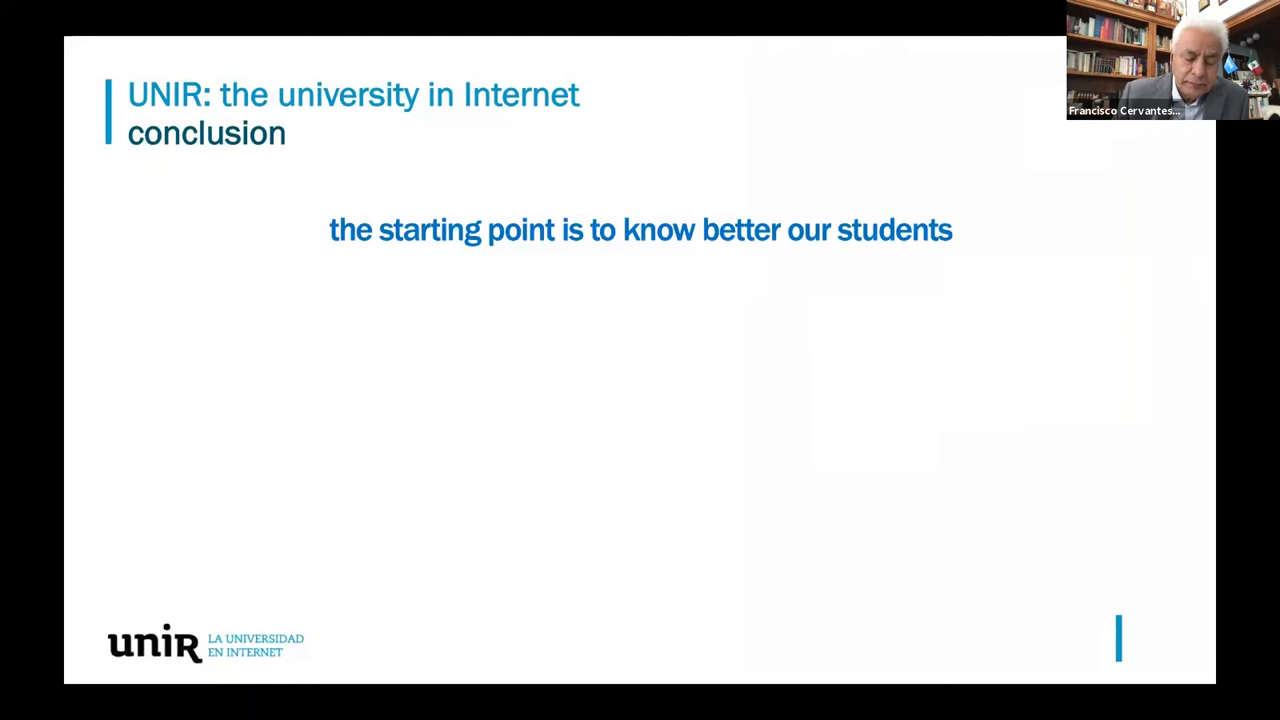 UNIR: the university in Internet
conclusion
Francisco Cervantes...
the starting point is to know better our students
unir LA UNIVERSIDAD
EN INTERNET